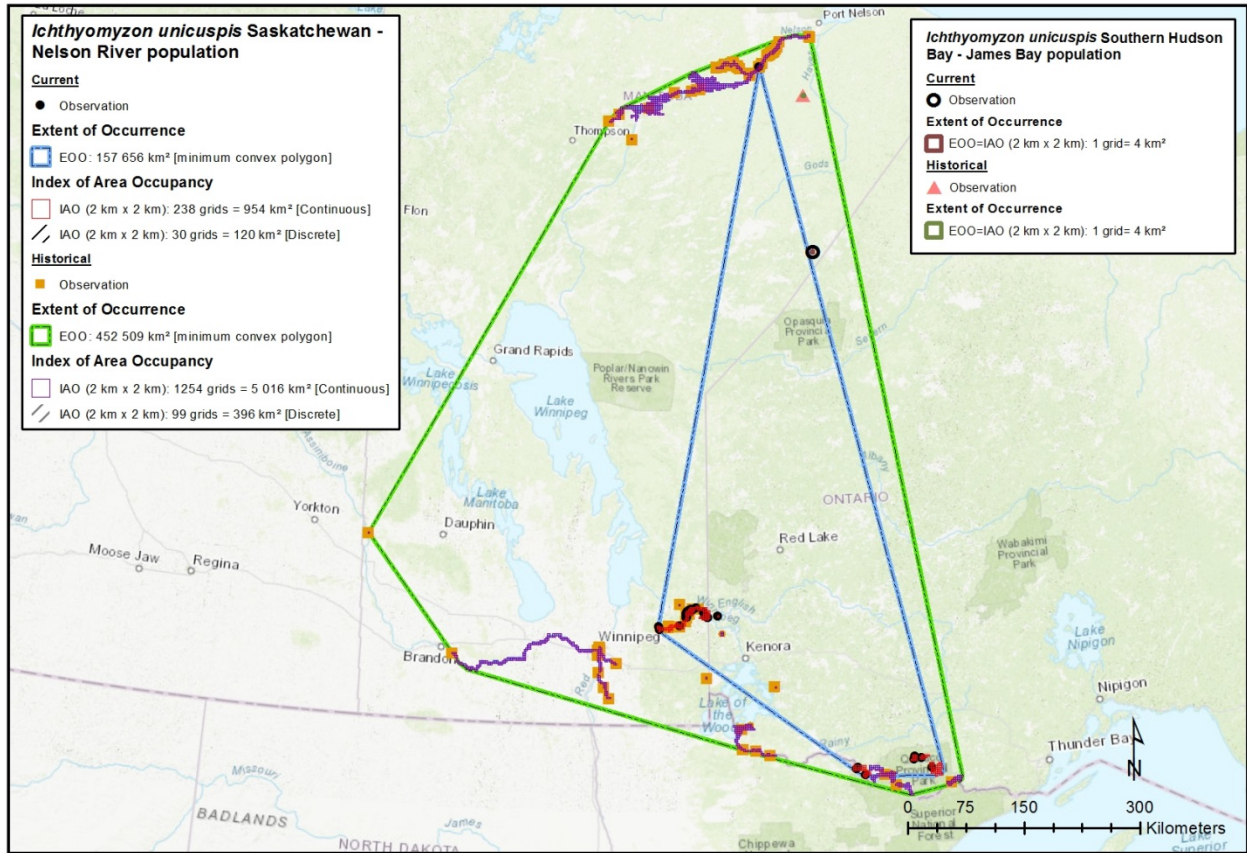 Ichthyomyzon unicuspis Saskatchewan -
Nelson River population
Current
Observation
Extent of Occurrence
EOO: 157 656 km² [minimum convex polygon]
Index of Area Occupancy
IAO (2 km x 2 km): 238 grids = 954 km² [Continuous]
IAO (2 km x 2 km): 30 grids = 120 km² [Discrete]
Historical
Observation
Extent of Occurrence
EOO: 452 509 km² [minimum convex polygon]
Index of Area Occupancy
IAO (2 km x 2 km): 1254 grids = 5 016 km² [Continuous]
IAO (2 km x 2 km): 99 grids = 396 km² [Discrete]
Ichthyomyzon unicuspis Southern Hudson
Bay - James Bay population
Current
Observation
Extent of Occurrence
EOO=IAO (2 km x 2 km): 1 grid= 4 km²
Historical
Observation
Extent of Occurrence
EOO=IAO (2 km x 2 km): 1 grid= 4 km²
Port Nelson
Nelson
Hayes
Thompson
Gods
Flon
Opasquia
Provincial
Park
Severn
Grand Rapids
Poplar/Nanowin
Rivers Park
Reserve
Lake
Winnipegosis
Lake
Winnipeg
Assiniboine
Albany
Lake
Manitoba
ONTARIO
Yorkton
Dauphin
Red Lake
Wabakimi
Provincial
Park
Moose Jaw
Regina
English
Winnipeg
Kenora
Lake
Nipigon
Brandon
Red
Nipigon
Lake of
the
Woods
Rainy
Provincial
Park
Thunder Bay
N
Missouri
0 75 150 300
Kilometers
BADLANDS
James
Superior
National
Forest
NORTH DAKOTA
Chippewa
Lake
Superior